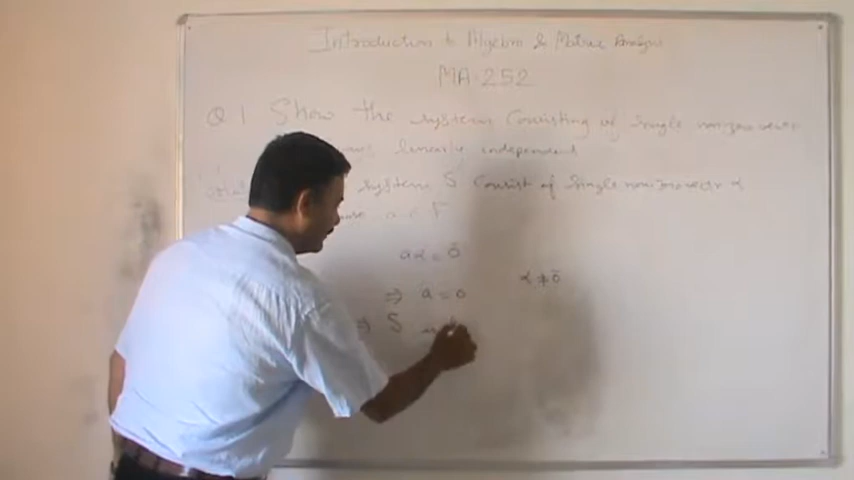 Introduction to Algebra & Matrix Analysis
MA-252
Q 1 Show the system consisting of single non-zero vector
linearly independent
system S consist of single non zero vector α
a ∈ F
aα = 0̄
⇒ a = 0 α ≠ 0̄
⇒ S is